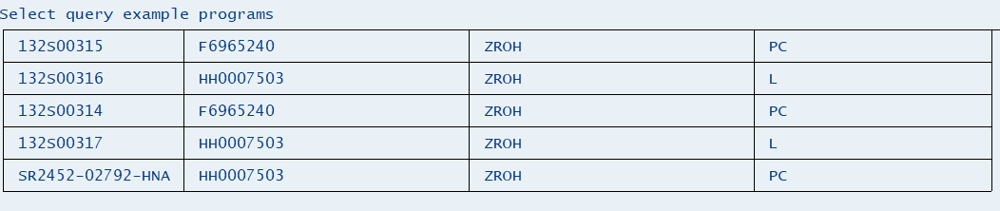 Select query example programs
132S00315 F6965240 ZROH PC
132S00316 HH0007503 ZROH L
132S00314 F6965240 ZROH PC
132S00317 HH0007503 ZROH L
SR2452-02792-HNA HH0007503 ZROH PC